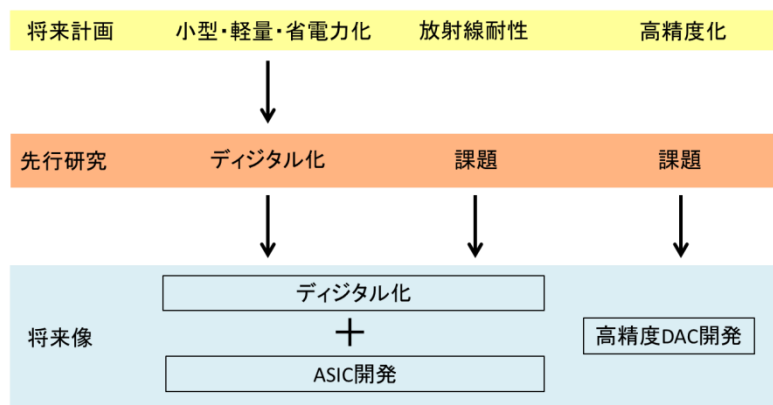 将来計画 小型・軽量・省電力化 放射線耐性 高精度化
先行研究 ディジタル化 課題 課題
ディジタル化
将来像 ＋ 高精度DAC開発
ASIC開発